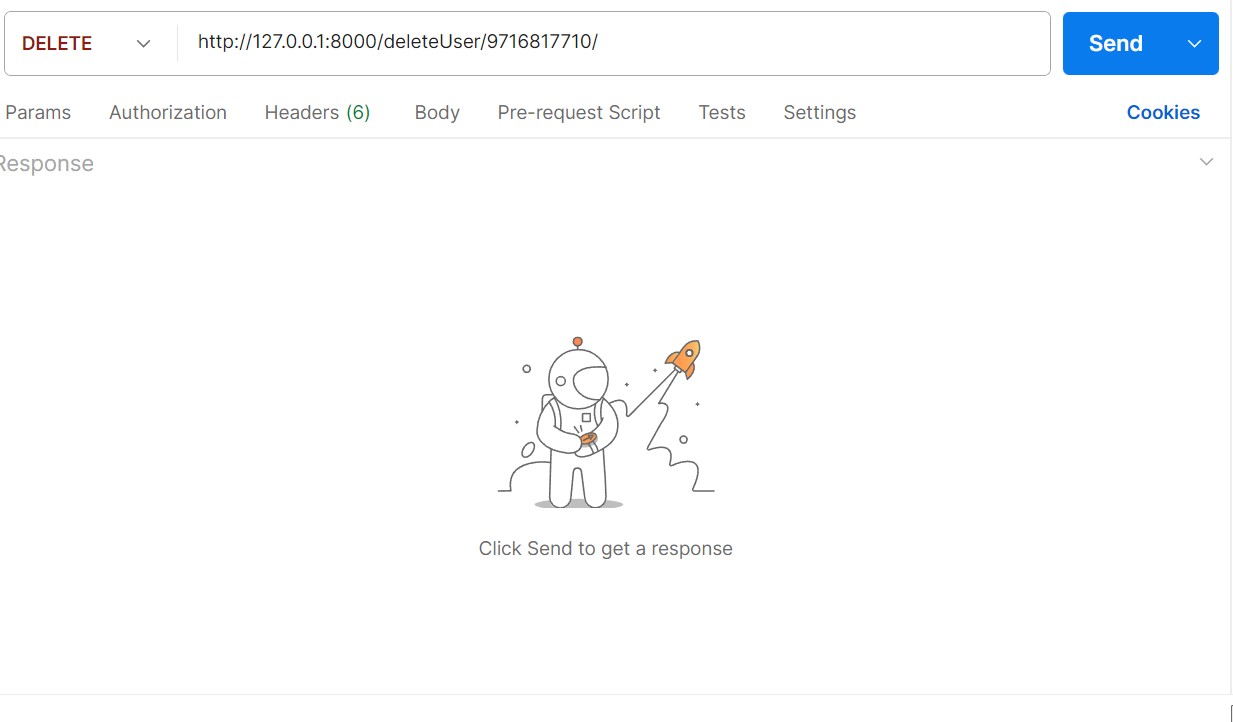 DELETE http://127.0.0.1:8000/deleteUser/9716817710/ Send
Params Authorization Headers (6) Body Pre-request Script Tests Settings Cookies
Response
Click Send to get a response